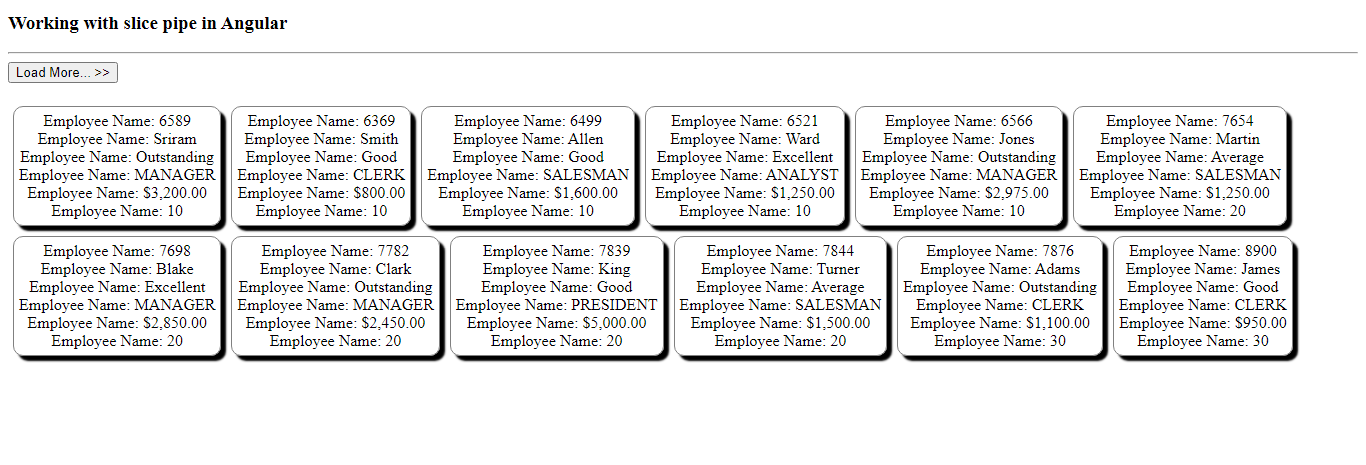 Working with slice pipe in Angular
Load More... >>
Employee Name: 6589
Employee Name: Sriram
Employee Name: Outstanding
Employee Name: MANAGER
Employee Name: $3,200.00
Employee Name: 10
Employee Name: 6369
Employee Name: Smith
Employee Name: Good
Employee Name: CLERK
Employee Name: $800.00
Employee Name: 10
Employee Name: 6499
Employee Name: Allen
Employee Name: Good
Employee Name: SALESMAN
Employee Name: $1,600.00
Employee Name: 10
Employee Name: 6521
Employee Name: Ward
Employee Name: Excellent
Employee Name: ANALYST
Employee Name: $1,250.00
Employee Name: 10
Employee Name: 6566
Employee Name: Jones
Employee Name: Outstanding
Employee Name: MANAGER
Employee Name: $2,975.00
Employee Name: 10
Employee Name: 7654
Employee Name: Martin
Employee Name: Average
Employee Name: SALESMAN
Employee Name: $1,250.00
Employee Name: 20
Employee Name: 7698
Employee Name: Blake
Employee Name: Excellent
Employee Name: MANAGER
Employee Name: $2,850.00
Employee Name: 20
Employee Name: 7782
Employee Name: Clark
Employee Name: Outstanding
Employee Name: MANAGER
Employee Name: $2,450.00
Employee Name: 20
Employee Name: 7839
Employee Name: King
Employee Name: Good
Employee Name: PRESIDENT
Employee Name: $5,000.00
Employee Name: 20
Employee Name: 7844
Employee Name: Turner
Employee Name: Average
Employee Name: SALESMAN
Employee Name: $1,500.00
Employee Name: 20
Employee Name: 7876
Employee Name: Adams
Employee Name: Outstanding
Employee Name: CLERK
Employee Name: $1,100.00
Employee Name: 30
Employee Name: 8900
Employee Name: James
Employee Name: Good
Employee Name: CLERK
Employee Name: $950.00
Employee Name: 30